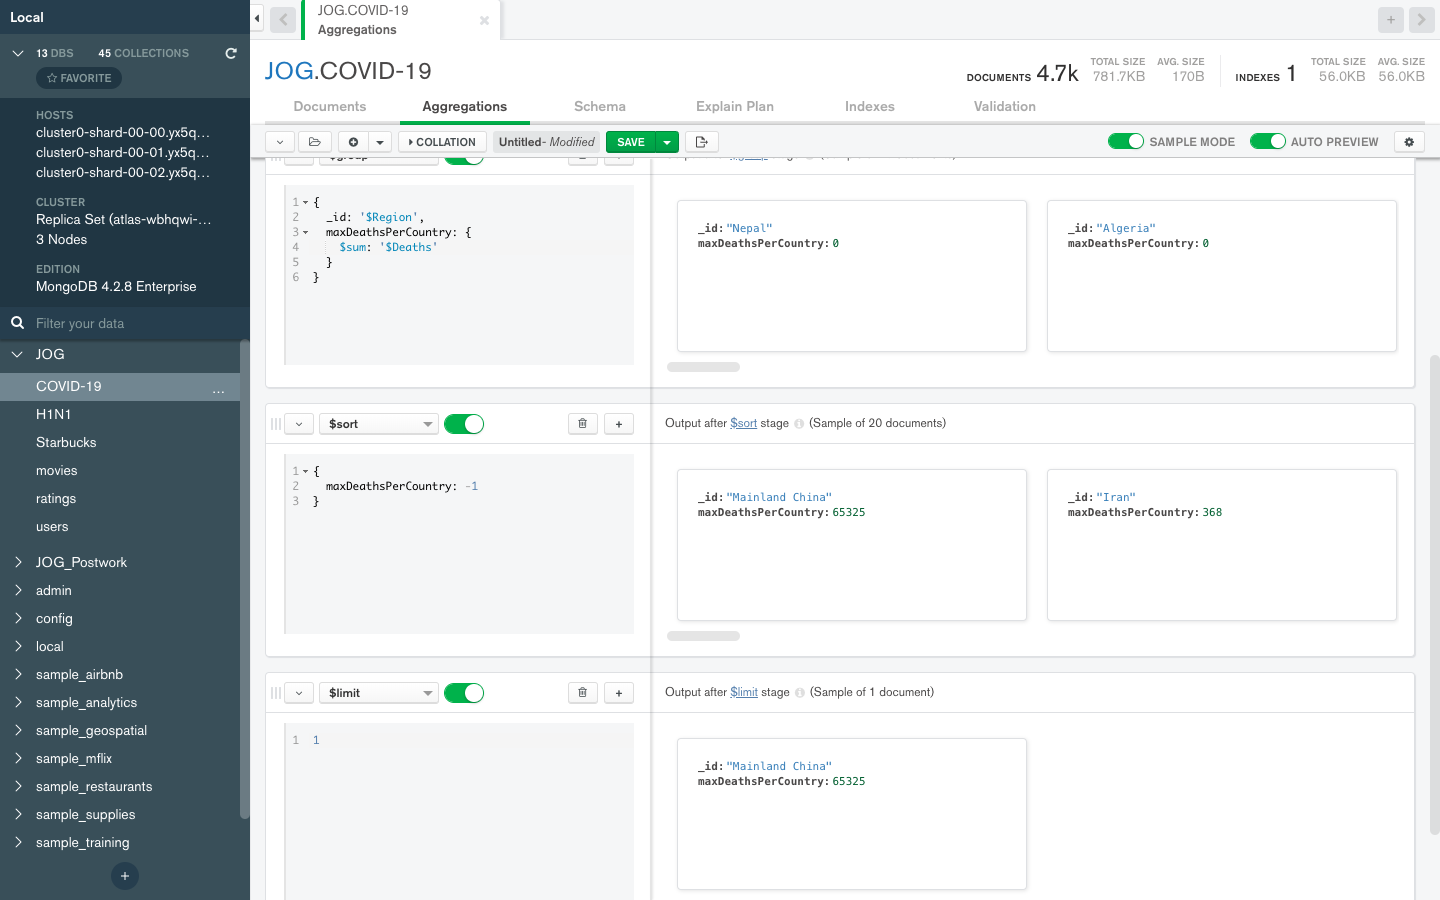 Local
13 DBS 45 COLLECTIONS
FAVORITE
HOSTS
cluster0-shard-00-00.yx5q...
cluster0-shard-00-01.yx5q...
cluster0-shard-00-02.yx5q...
CLUSTER
Replica Set (atlas-wbhqwi-...
3 Nodes
EDITION
MongoDB 4.2.8 Enterprise
Filter your data
JOG
COVID-19 ...
H1N1
Starbucks
movies
ratings
users
JOG_Postwork
admin
config
local
sample_airbnb
sample_analytics
sample_geospatial
sample_mflix
sample_restaurants
sample_supplies
sample_training
+
JOG.COVID-19
Aggregations
JOG.COVID-19
DOCUMENTS 4.7k TOTAL SIZE 781.7KB AVG. SIZE 170B INDEXES 1 TOTAL SIZE 56.0KB AVG. SIZE 56.0KB
Documents Aggregations Schema Explain Plan Indexes Validation
COLLATION Untitled- Modified SAVE SAMPLE MODE AUTO PREVIEW
$group
1 {
2 _id: '$Region',
3 maxDeathsPerCountry: {
4 $sum: '$Deaths'
5 }
6 }
_id:"Nepal"
maxDeathsPerCountry:0
_id:"Algeria"
maxDeathsPerCountry:0
$sort +
Output after $sort stage (Sample of 20 documents)
1 {
2 maxDeathsPerCountry: -1
3 }
_id:"Mainland China"
maxDeathsPerCountry:65325
_id:"Iran"
maxDeathsPerCountry:368
$limit +
Output after $limit stage (Sample of 1 document)
1 1
_id:"Mainland China"
maxDeathsPerCountry:65325